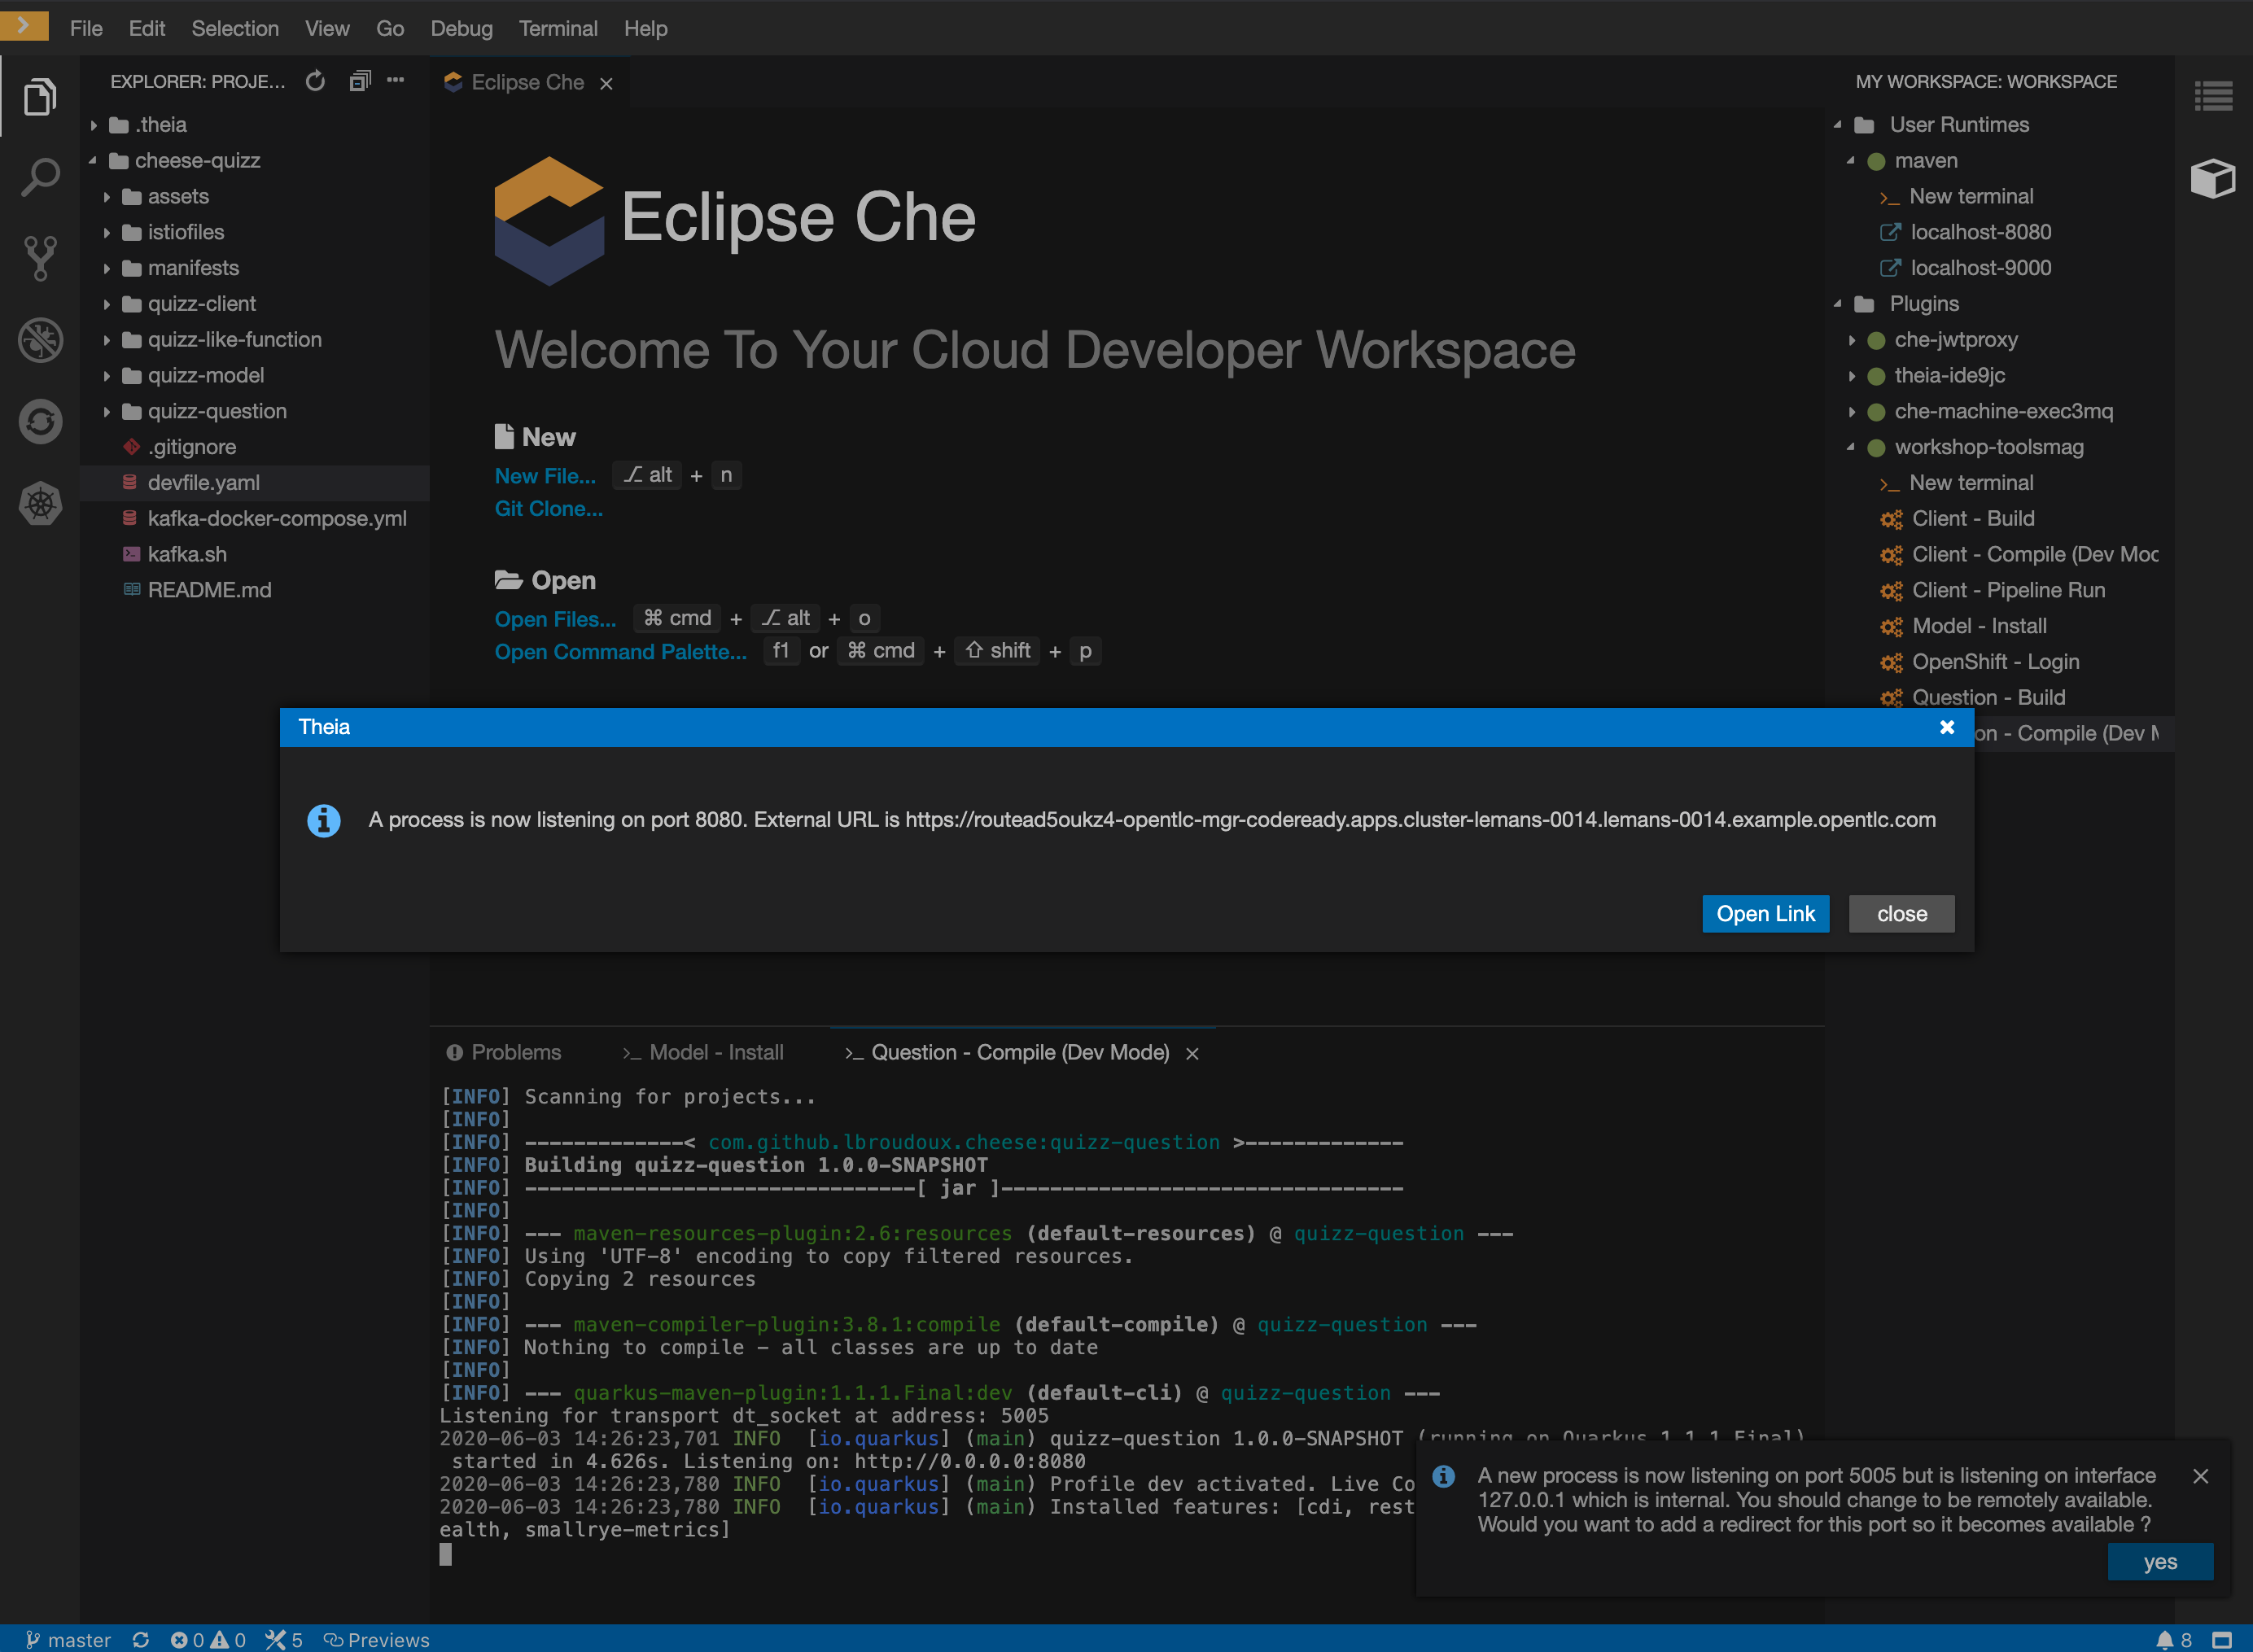 File Edit Selection View Go Debug Terminal Help
EXPLORER: PROJE...
.theia
cheese-quizz
assets
istiofiles
manifests
quizz-client
quizz-like-function
quizz-model
quizz-question
.gitignore
devfile.yaml
kafka-docker-compose.yml
kafka.sh
README.md
Eclipse Che
Eclipse Che
Welcome To Your Cloud Developer Workspace
New
New File... ⌥ alt + n
Git Clone...
Open
Open Files... ⌘ cmd + ⌥ alt + o
Open Command Palette... f1 or ⌘ cmd + ⇧ shift + p
MY WORKSPACE: WORKSPACE
User Runtimes
maven
>_ New terminal
localhost-8080
localhost-9000
Plugins
che-jwtproxy
theia-ide9jc
che-machine-exec3mq
workshop-toolsmag
>_ New terminal
Client - Build
Client - Compile (Dev Mod
Client - Pipeline Run
Model - Install
OpenShift - Login
Question - Build
on - Compile (Dev M
Theia
A process is now listening on port 8080. External URL is https://routead5oukz4-opentlc-mgr-codeready.apps.cluster-lemans-0014.lemans-0014.example.opentlc.com
Open Link close
Problems >_ Model - Install >_ Question - Compile (Dev Mode)
[INFO] Scanning for projects...
[INFO]
[INFO] -------------< com.github.lbroudoux.cheese:quizz-question >-------------
[INFO] Building quizz-question 1.0.0-SNAPSHOT
[INFO] --------------------------------[ jar ]---------------------------------
[INFO]
[INFO] --- maven-resources-plugin:2.6:resources (default-resources) @ quizz-question ---
[INFO] Using 'UTF-8' encoding to copy filtered resources.
[INFO] Copying 2 resources
[INFO]
[INFO] --- maven-compiler-plugin:3.8.1:compile (default-compile) @ quizz-question ---
[INFO] Nothing to compile - all classes are up to date
[INFO]
[INFO] --- quarkus-maven-plugin:1.1.1.Final:dev (default-cli) @ quizz-question ---
Listening for transport dt_socket at address: 5005
2020-06-03 14:26:23,701 INFO [io.quarkus] (main) quizz-question 1.0.0-SNAPSHOT (running on Quarkus 1.1.1.Final)
started in 4.626s. Listening on: http://0.0.0.0:8080
2020-06-03 14:26:23,780 INFO [io.quarkus] (main) Profile dev activated. Live Co
2020-06-03 14:26:23,780 INFO [io.quarkus] (main) Installed features: [cdi, rest
ealth, smallrye-metrics]
A new process is now listening on port 5005 but is listening on interface
127.0.0.1 which is internal. You should change to be remotely available.
Would you want to add a redirect for this port so it becomes available ?
yes
master 0 0 5 Previews 8